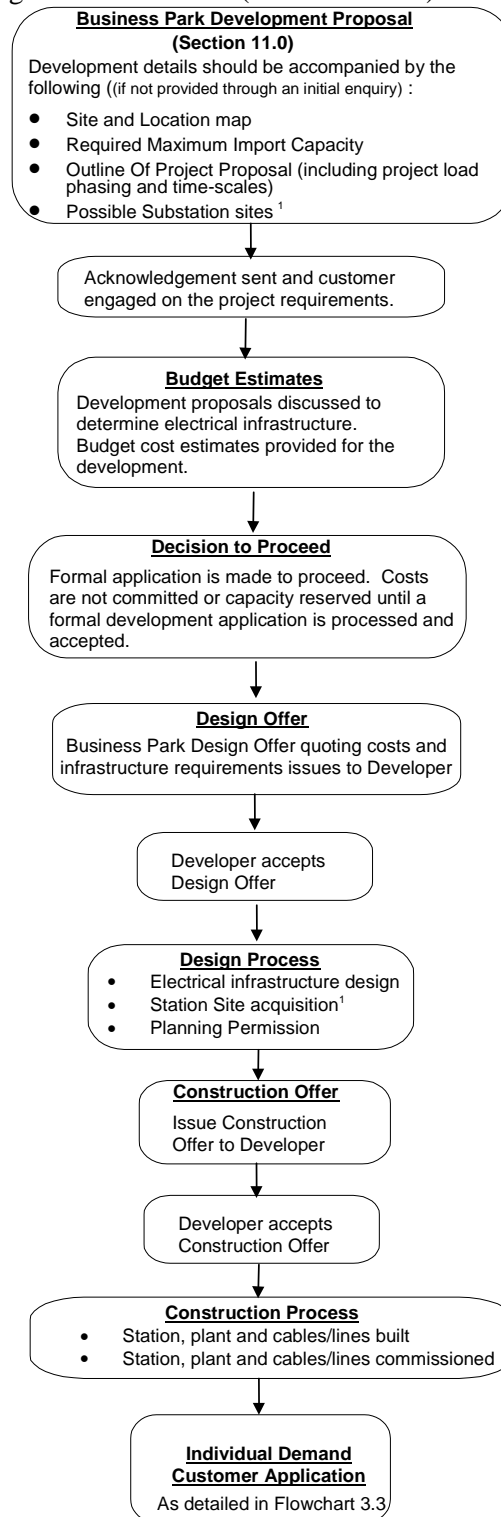 Business Park Development Proposal
(Section 11.0)
Development details should be accompanied by the
following ((if not provided through an initial enquiry) :
● Site and Location map
● Required Maximum Import Capacity
● Outline Of Project Proposal (including project load
phasing and time-scales)
● Possible Substation sites ¹
Acknowledgement sent and customer
engaged on the project requirements.
Budget Estimates
Development proposals discussed to
determine electrical infrastructure.
Budget cost estimates provided for the
development.
Decision to Proceed
Formal application is made to proceed. Costs
are not committed or capacity reserved until a
formal development application is processed and
accepted.
Design Offer
Business Park Design Offer quoting costs and
infrastructure requirements issues to Developer
Developer accepts
Design Offer
Design Process
• Electrical infrastructure design
• Station Site acquisition¹
• Planning Permission
Construction Offer
Issue Construction
Offer to Developer
Developer accepts
Construction Offer
Construction Process
• Station, plant and cables/lines built
• Station, plant and cables/lines commissioned
Individual Demand
Customer Application
As detailed in Flowchart 3.3